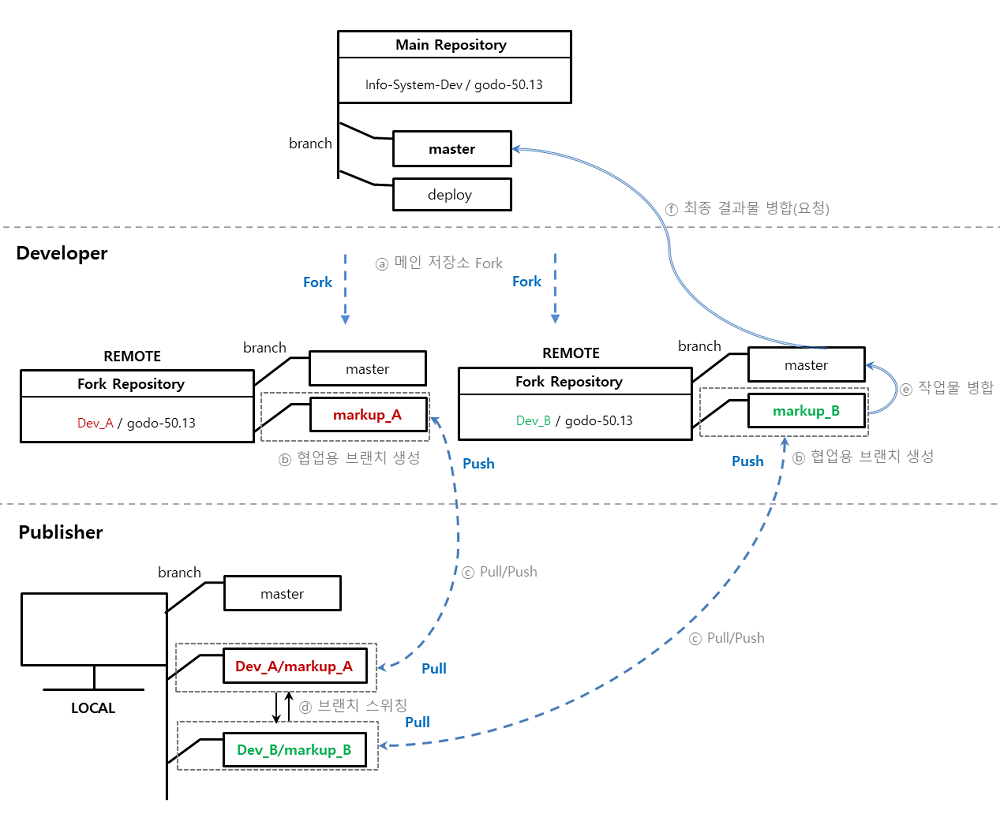 Main Repository
Info-System-Dev / godo-50.13
branch
master
deploy
ⓕ 최종 결과물 병합(요청)
Developer
ⓐ 메인 저장소 Fork
Fork
Fork
REMOTE
branch
master
Fork Repository
Dev_A / godo-50.13
markup_A
ⓑ 협업용 브랜치 생성
Push
REMOTE
branch
master
Fork Repository
Dev_B / godo-50.13
markup_B
ⓔ 작업물 병합
Push
ⓑ 협업용 브랜치 생성
Publisher
branch
master
ⓒ Pull/Push
ⓒ Pull/Push
Dev_A/markup_A
Pull
LOCAL
ⓓ 브랜치 스위칭
Pull
Dev_B/markup_B